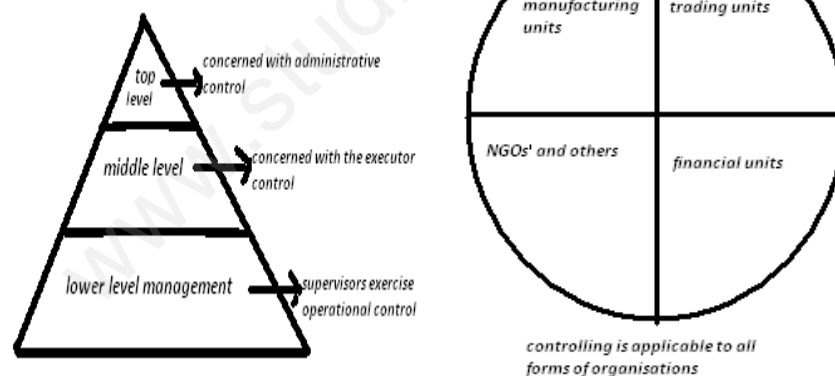 top
level
concerned with administrative
control
middle level
concerned with the executor
control
lower level management
supervisors exercise
operational control
manufacturing
units
trading units
NGOs' and others
financial units
controlling is applicable to all
forms of organisations